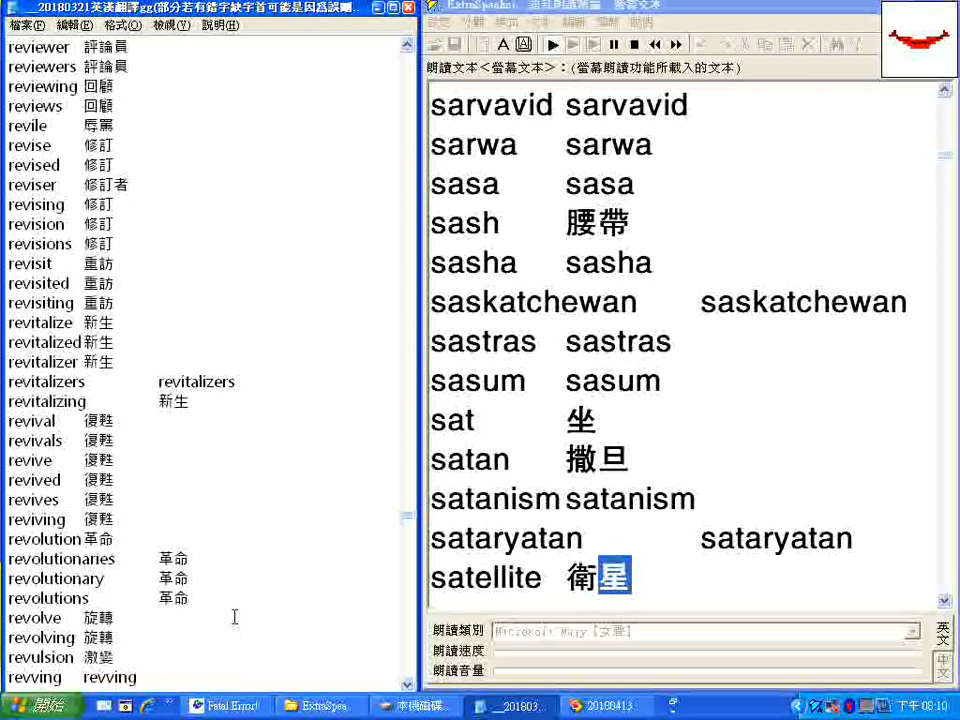 __20180321英漢翻譯gg(部分若有錯字缺字首可能是因為誤刪...
檔案(F) 編輯(E) 格式(O) 檢視(V) 說明(H)
reviewer 評論員
reviewers 評論員
reviewing 回顧
reviews 回顧
revile 辱罵
revise 修訂
revised 修訂
reviser 修訂者
revising 修訂
revision 修訂
revisions 修訂
revisit 重訪
revisited 重訪
revisiting 重訪
revitalize 新生
revitalized 新生
revitalizer 新生
revitalizers revitalizers
revitalizing 新生
revival 復甦
revivals 復甦
revive 復甦
revived 復甦
revives 復甦
reviving 復甦
revolution 革命
revolutionaries 革命
revolutionary 革命
revolutions 革命
revolve 旋轉
revolving 旋轉
revulsion 激變
revving revving
朗讀文本<螢幕文本>：(螢幕朗讀功能所載入的文本)
sarvavid sarvavid
sarwa sarwa
sasa sasa
sash 腰帶
sasha sasha
saskatchewan saskatchewan
sastras sastras
sasum sasum
sat 坐
satan 撒旦
satanism satanism
sataryatan sataryatan
satellite 衛星
朗讀類別
朗讀速度
朗讀音量
英文
中文
開始 Fatal Error! ExtraSpea... 本機磁碟... __201803... 20180413 下午 08:10